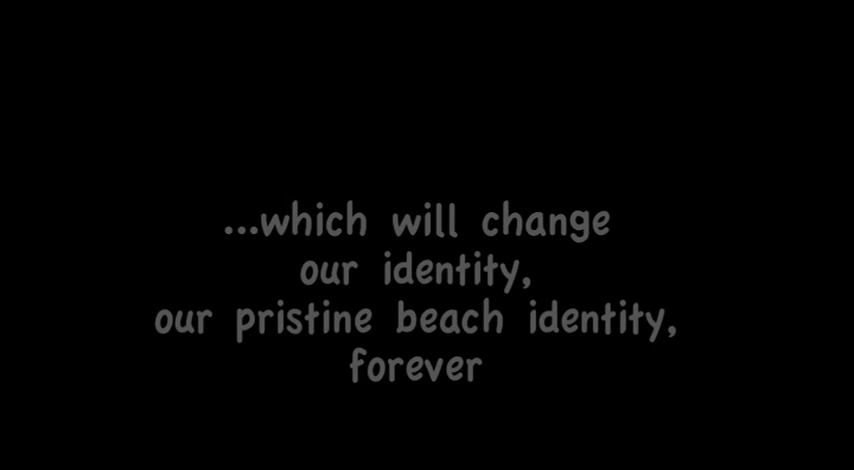 ...which will change
our identity,
our pristine beach identity,
forever